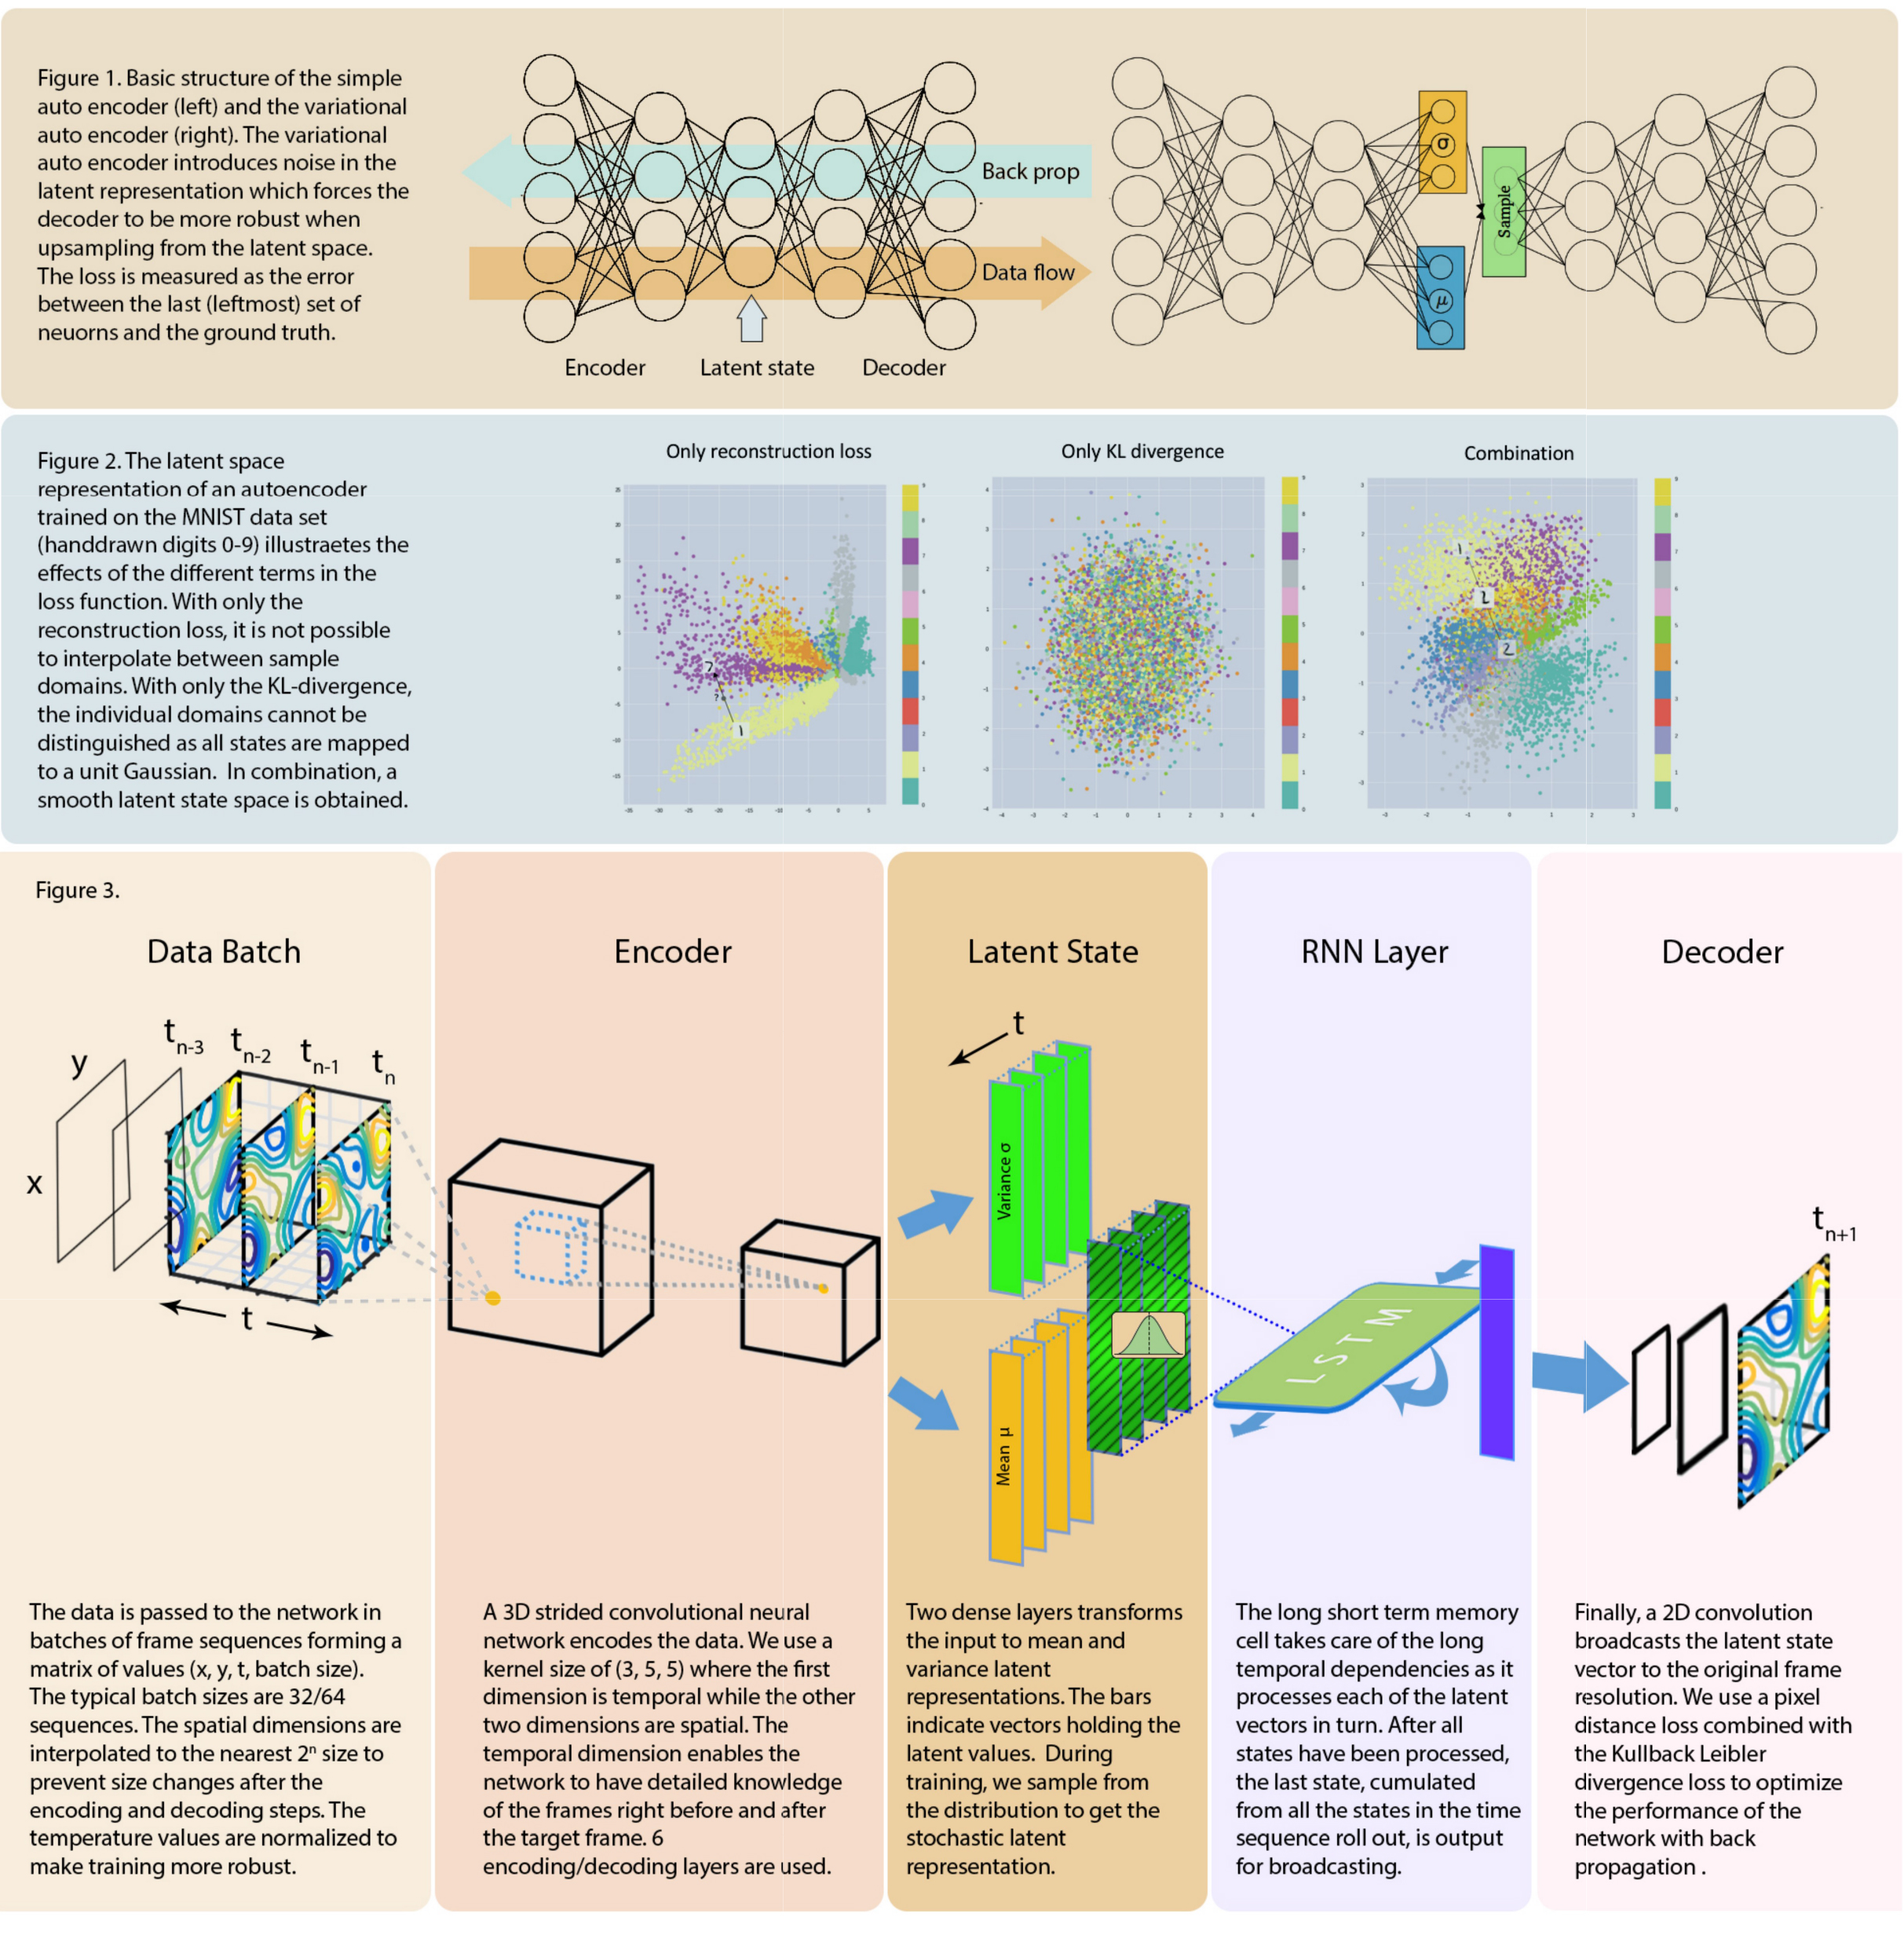 Figure 1. Basic structure of the simple
auto encoder (left) and the variational
auto encoder (right). The variational
auto encoder introduces noise in the
latent representation which forces the
decoder to be more robust when
upsampling from the latent space.
The loss is measured as the error
between the last (leftmost) set of
neuorns and the ground truth.
Back prop
Data flow
Encoder
Latent state
Decoder
σ
μ
Sample
Figure 2. The latent space
representation of an autoencoder
trained on the MNIST data set
(handdrawn digits 0-9) illustraetes the
effects of the different terms in the
loss function. With only the
reconstruction loss, it is not possible
to interpolate between sample
domains. With only the KL-divergence,
the individual domains cannot be
distinguished as all states are mapped
to a unit Gaussian. In combination, a
smooth latent state space is obtained.
Only reconstruction loss
Only KL divergence
Combination
Figure 3.
Data Batch
y
x
t n-3
t n-2
t n-1
t n
t
The data is passed to the network in
batches of frame sequences forming a
matrix of values (x, y, t, batch size).
The typical batch sizes are 32/64
sequences. The spatial dimensions are
interpolated to the nearest 2ⁿ size to
prevent size changes after the
encoding and decoding steps. The
temperature values are normalized to
make training more robust.
Encoder
A 3D strided convolutional neural
network encodes the data. We use a
kernel size of (3, 5, 5) where the first
dimension is temporal while the other
two dimensions are spatial. The
temporal dimension enables the
network to have detailed knowledge
of the frames right before and after
the target frame. 6
encoding/decoding layers are used.
Latent State
t
Variance σ
Mean μ
Two dense layers transforms
the input to mean and
variance latent
representations. The bars
indicate vectors holding the
latent values. During
training, we sample from
the distribution to get the
stochastic latent
representation.
RNN Layer
LSTM
The long short term memory
cell takes care of the long
temporal dependencies as it
processes each of the latent
vectors in turn. After all
states have been processed,
the last state, cumulated
from all the states in the time
sequence roll out, is output
for broadcasting.
Decoder
t n+1
Finally, a 2D convolution
broadcasts the latent state
vector to the original frame
resolution. We use a pixel
distance loss combined with
the Kullback Leibler
divergence loss to optimize
the performance of the
network with back
propagation .